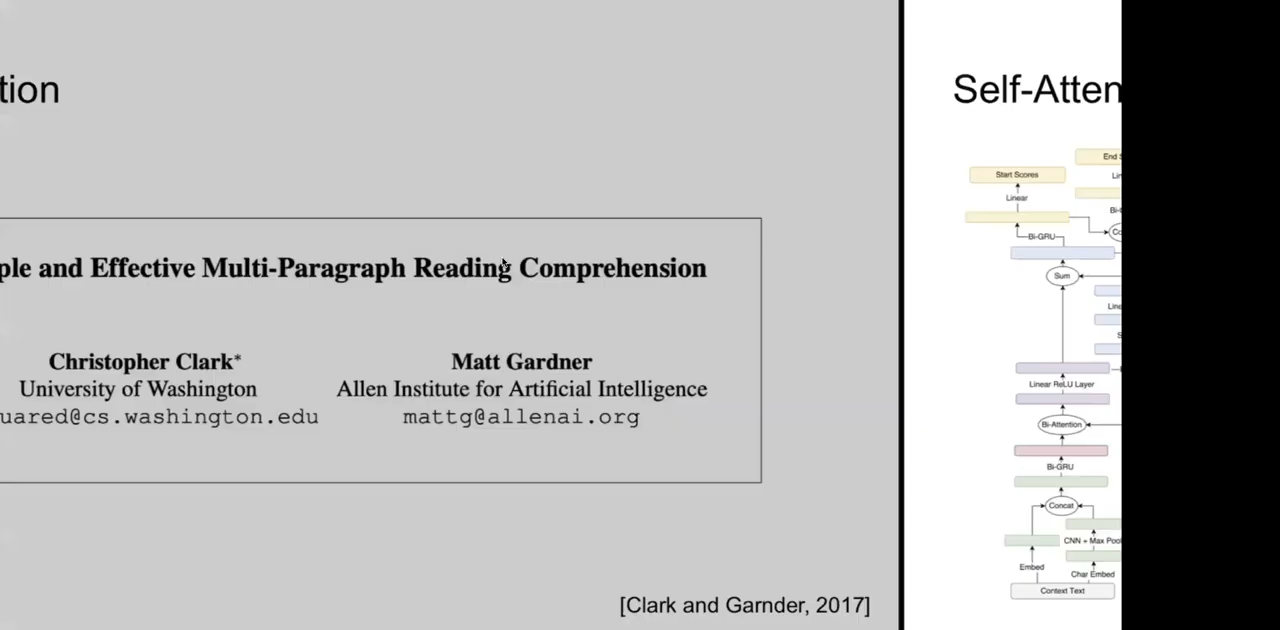 tion
ple and Effective Multi-Paragraph Reading Comprehension
Christopher Clark*
University of Washington
uared@cs.washington.edu
Matt Gardner
Allen Institute for Artificial Intelligence
mattg@allenai.org
[Clark and Garnder, 2017]
Self-Atten
End
Start Scores
Linear
Bi-GRU
Sum
Linear ReLU Layer
Bi-Attention
Bi-GRU
Concat
CNN + Max Pool
Embed
Char Embed
Context Text